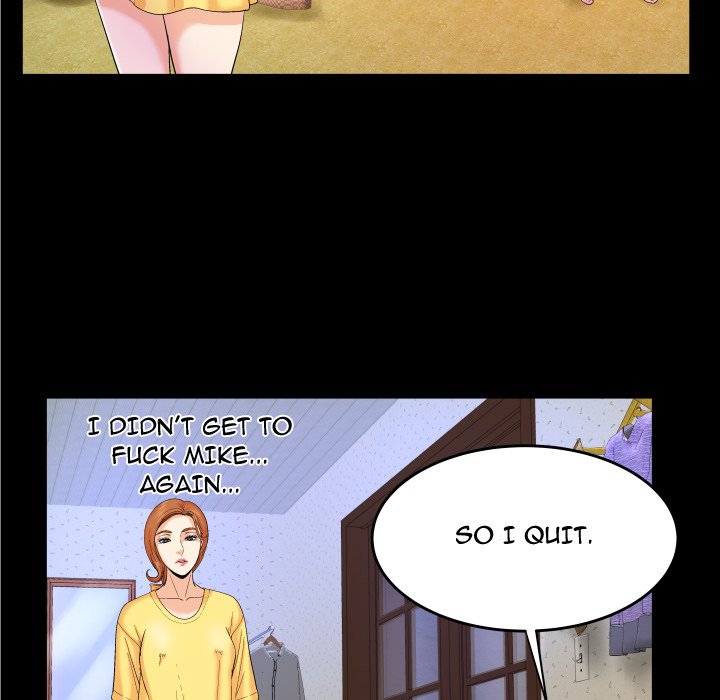 I DIDN'T GET TO
FUCK MIKE...
AGAIN...
SO I QUIT.